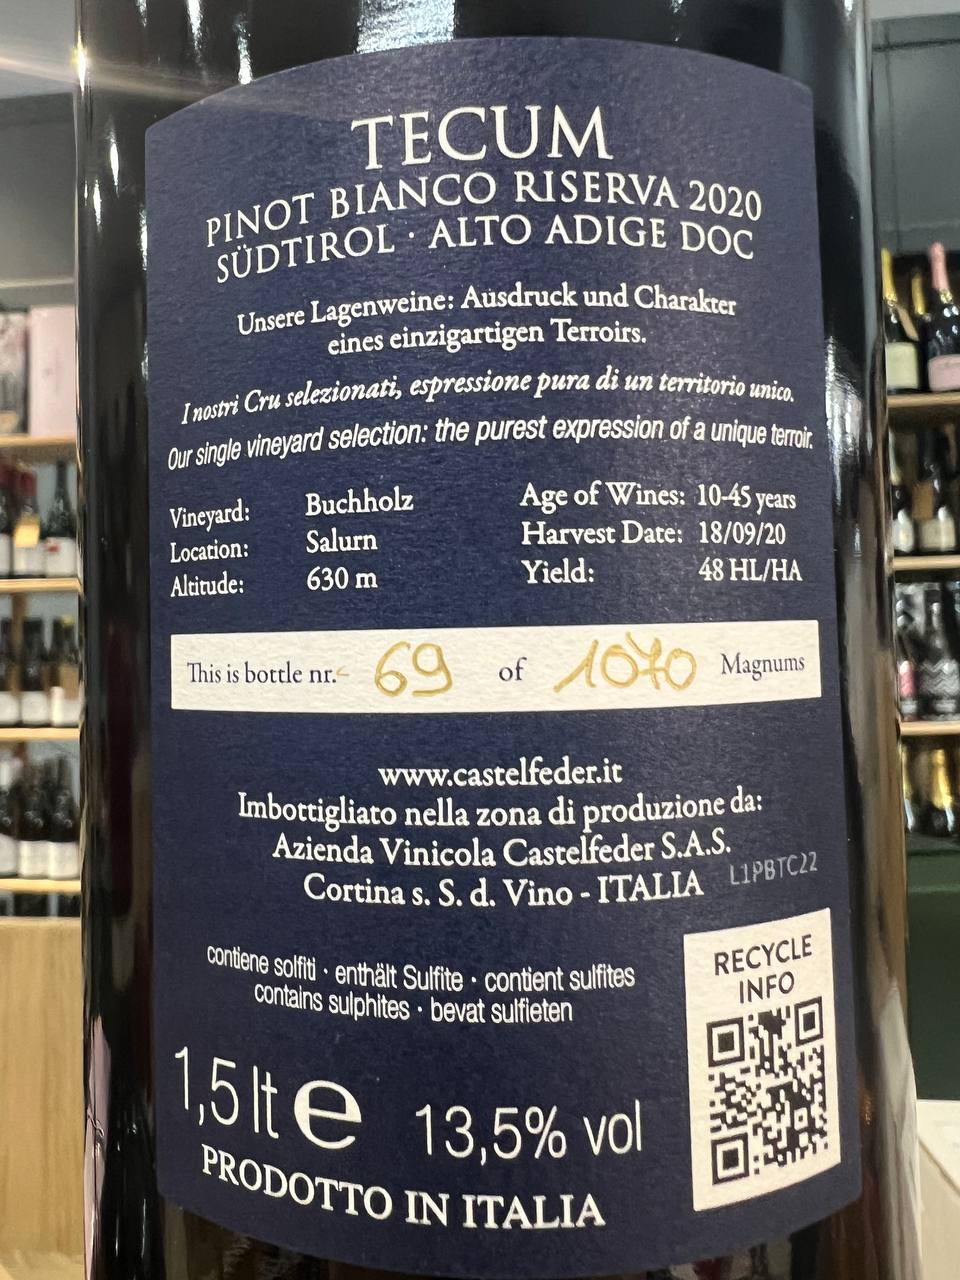 TECUM
PINOT BIANCO RISERVA 2020
SÜDTIROL · ALTO ADIGE DOC
Unsere Lagenweine: Ausdruck und Charakter
eines einzigartigen Terroirs.
I nostri Cru selezionati, espressione pura di un territorio unico.
Our single vineyard selection: the purest expression of a unique terroir.
Vineyard: Buchholz
Location: Salurn
Altitude: 630 m
Age of Wines: 10-45 years
Harvest Date: 18/09/20
Yield: 48 HL/HA
This is bottle nr. 69 of 1070 Magnums
www.castelfeder.it
Imbottigliato nella zona di produzione da:
Azienda Vinicola Castelfeder S.A.S.
Cortina s. S. d. Vino - ITALIA
L1PBTC22
contiene solfiti · enthält Sulfite · contient sulfites
contains sulphites · bevat sulfieten
RECYCLE
INFO
1,5 lt e 13,5% vol
PRODOTTO IN ITALIA